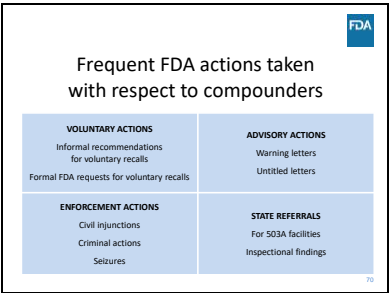 FDA
Frequent FDA actions taken
with respect to compounders
VOLUNTARY ACTIONS
Informal recommendations
for voluntary recalls
Formal FDA requests for voluntary recalls
ADVISORY ACTIONS
Warning letters
Untitled letters
ENFORCEMENT ACTIONS
Civil injunctions
Criminal actions
Seizures
STATE REFERRALS
For 503A facilities
Inspectional findings
70